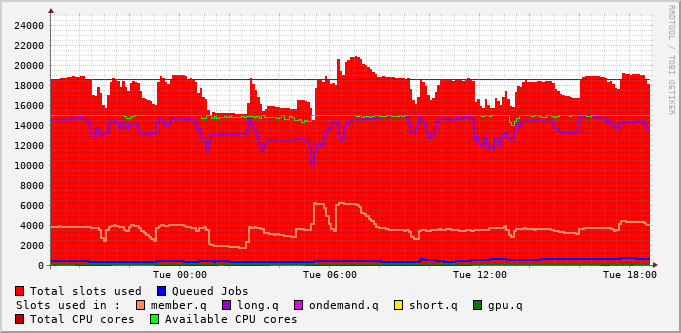 24000
22000
20000
18000
16000
14000
12000
10000
8000
6000
4000
2000
0
Tue 00:00 Tue 06:00 Tue 12:00 Tue 18:00
RRDTOOL / TOBI OETIKER
Total slots used Queued Jobs
Slots used in : member.q long.q ondemand.q short.q gpu.q
Total CPU cores Available CPU cores